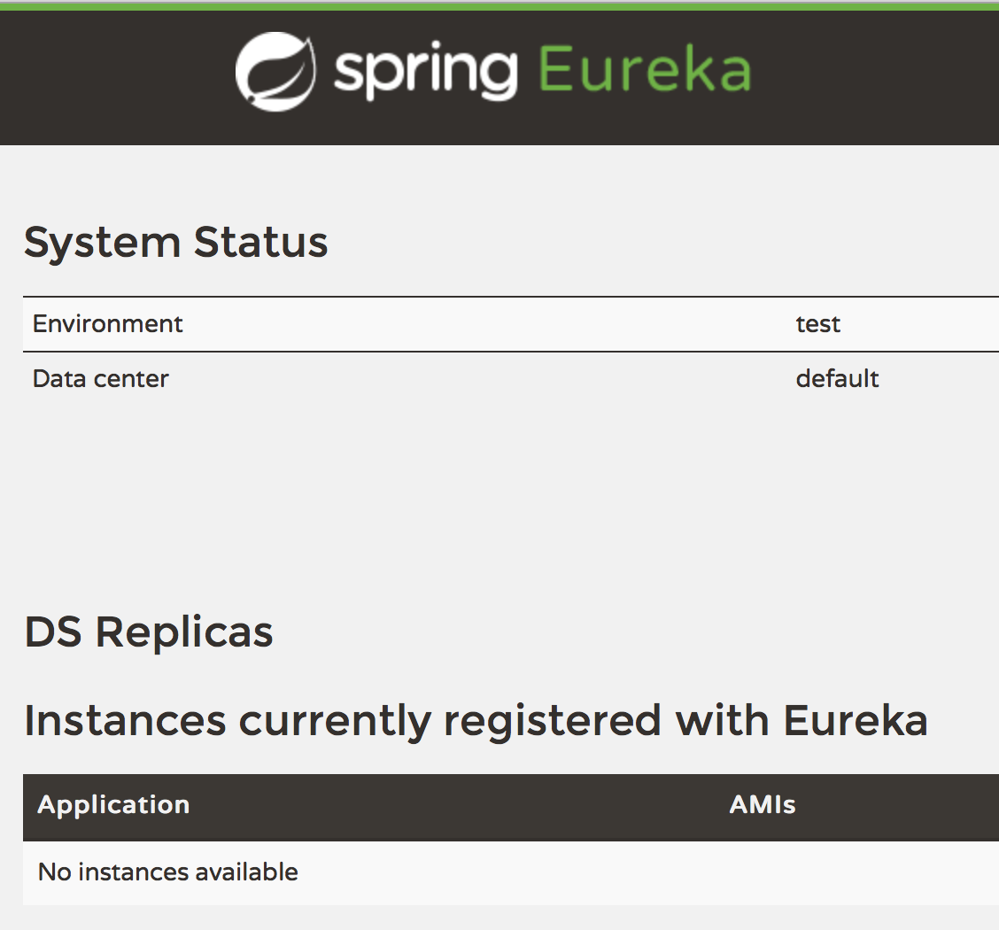 spring Eureka
System Status
Environment test
Data center default
DS Replicas
Instances currently registered with Eureka
Application AMIs
No instances available